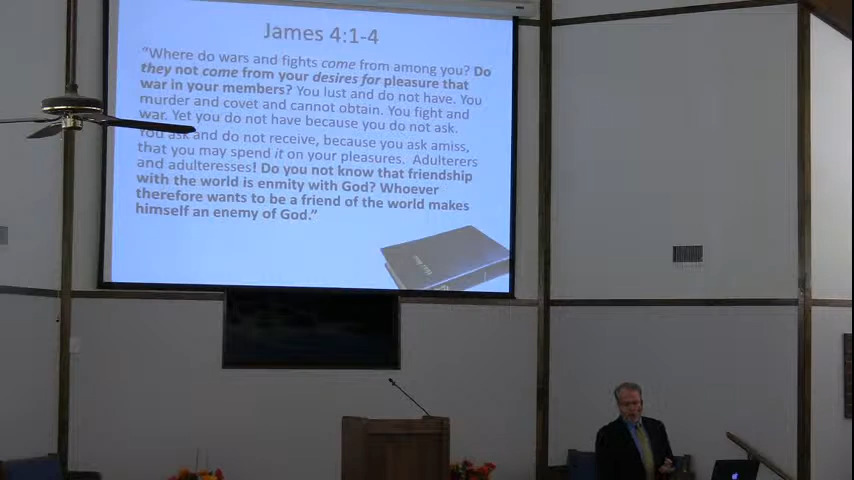 James 4:1-4
“Where do wars and fights come from among you? Do
they not come from your desires for pleasure that
war in your members? You lust and do not have. You
murder and covet and cannot obtain. You fight and
war. Yet you do not have because you do not ask.
You ask and do not receive, because you ask amiss,
that you may spend it on your pleasures. Adulterers
and adulteresses! Do you not know that friendship
with the world is enmity with God? Whoever
therefore wants to be a friend of the world makes
himself an enemy of God.”